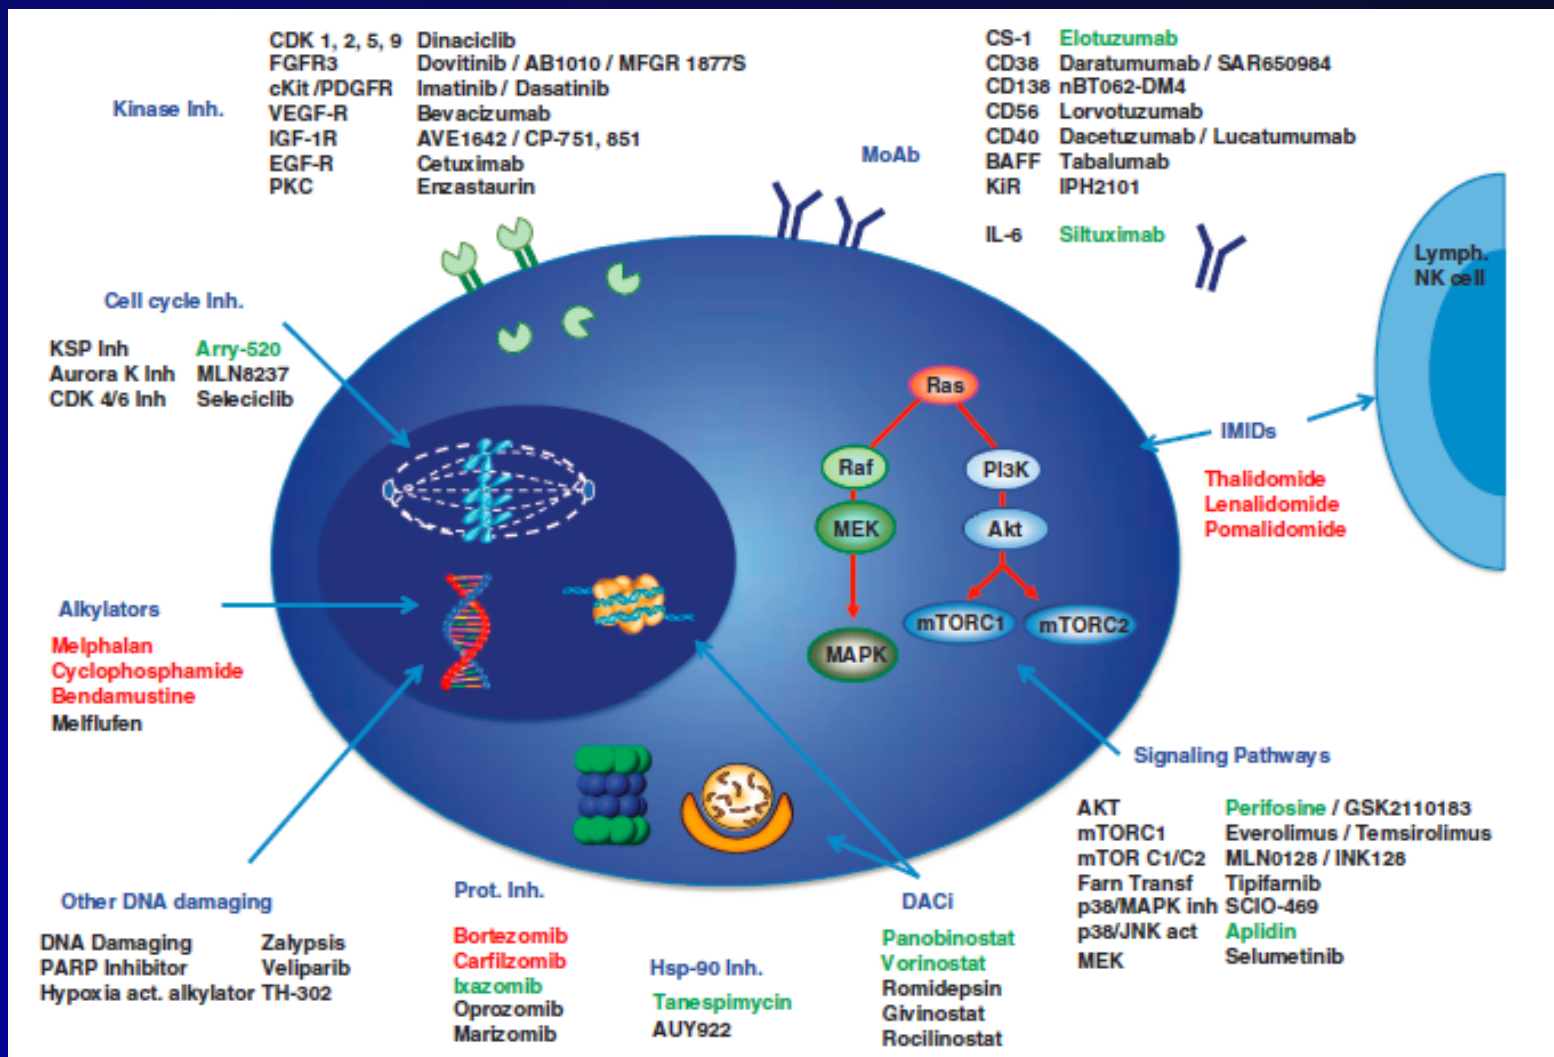 CDK 1, 2, 5, 9 Dinaciclib
FGFR3 Dovitinib / AB1010 / MFGR 1877S
cKit /PDGFR Imatinib / Dasatinib
Kinase Inh.
VEGF-R Bevacizumab
IGF-1R AVE1642 / CP-751, 851
EGF-R Cetuximab
PKC Enzastaurin
CS-1 Elotuzumab
CD38 Daratumumab / SAR650984
CD138 nBT062-DM4
CD56 Lorvotuzumab
CD40 Dacetuzumab / Lucatumumab
MoAb
BAFF Tabalumab
KiR IPH2101
IL-6 Siltuximab
Lymph.
NK cell
Cell cycle Inh.
KSP Inh Arry-520
Aurora K Inh MLN8237
CDK 4/6 Inh Seleciclib
Ras
Raf
PI3K
MEK
Akt
mTORC1
mTORC2
MAPK
IMIDs
Thalidomide
Lenalidomide
Pomalidomide
Alkylators
Melphalan
Cyclophosphamide
Bendamustine
Melflufen
Signaling Pathways
AKT Perifosine / GSK2110183
mTORC1 Everolimus / Temsirolimus
mTOR C1/C2 MLN0128 / INK128
Farn Transf Tipifarnib
p38/MAPK inh SCIO-469
p38/JNK act Aplidin
MEK Selumetinib
Other DNA damaging
DNA Damaging Zalypsis
PARP Inhibitor Veliparib
Hypoxia act. alkylator TH-302
Prot. Inh.
Bortezomib
Carfilzomib
Ixazomib
Oprozomib
Marizomib
Hsp-90 Inh.
Tanespimycin
AUY922
DACi
Panobinostat
Vorinostat
Romidepsin
Givinostat
Rocilinostat